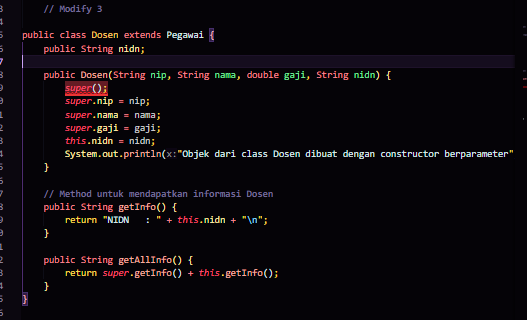 // Modify 3
public class Dosen extends Pegawai {
public String nidn;
public Dosen(String nip, String nama, double gaji, String nidn) {
super();
super.nip = nip;
super.nama = nama;
super.gaji = gaji;
this.nidn = nidn;
System.out.println(x:"Objek dari class Dosen dibuat dengan constructor berparameter"
}
// Method untuk mendapatkan informasi Dosen
public String getInfo() {
return "NIDN   : " + this.nidn + "\n";
}
public String getAllInfo() {
return super.getInfo() + this.getInfo();
}
}